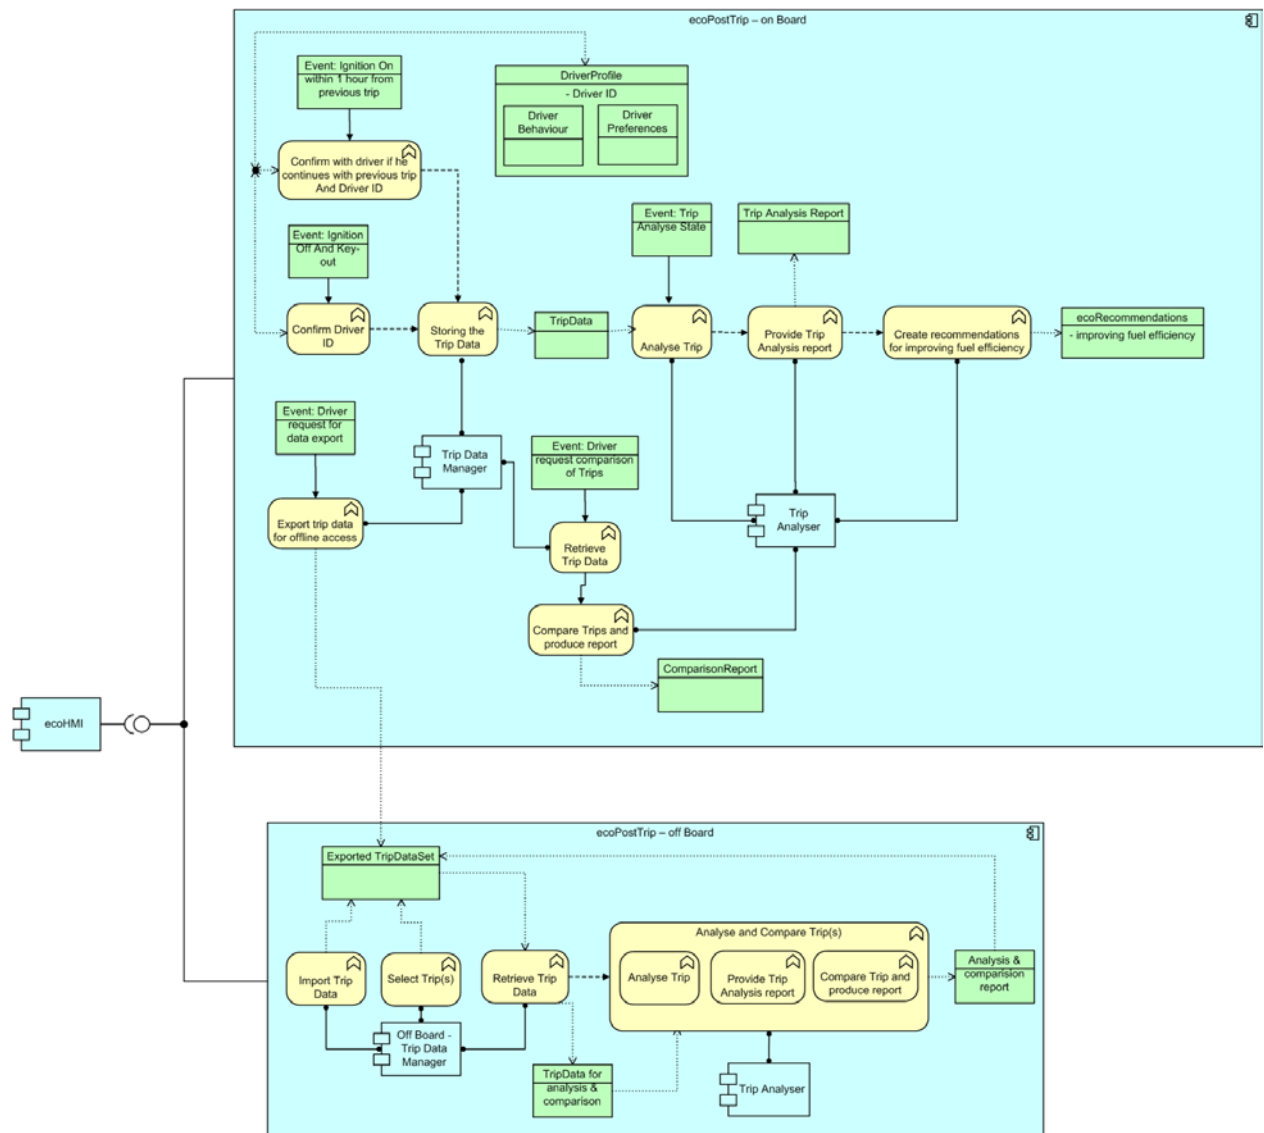 ecoPostTrip – on Board
Event: Ignition On
within 1 hour from
previous trip
DriverProfile
- Driver ID
Driver
Behaviour
Driver
Preferences
Confirm with driver if he
continues with previous trip
And Driver ID
Event: Ignition
Off And Key-
out
Event: Trip
Analyse State
Trip Analysis Report
Confirm Driver
ID
Storing the
Trip Data
TripData
Analyse Trip
Provide Trip
Analysis report
Create recommendations
for improving fuel efficiency
ecoRecommendations
- improving fuel efficiency
Event: Driver
request for
data export
Trip Data
Manager
Event: Driver
request comparison
of Trips
Export trip data
for offline access
Retrieve
Trip Data
Trip
Analyser
Compare Trips and
produce report
ComparisonReport
ecoHMI
ecoPostTrip – off Board
Exported TripDataSet
Import Trip
Data
Select Trip(s)
Retrieve Trip
Data
Analyse and Compare Trip(s)
Analyse Trip
Provide Trip
Analysis report
Compare Trip and
produce report
Analysis &
comparision
report
Off Board -
Trip Data
Manager
TripData for
analysis &
comparison
Trip Analyser